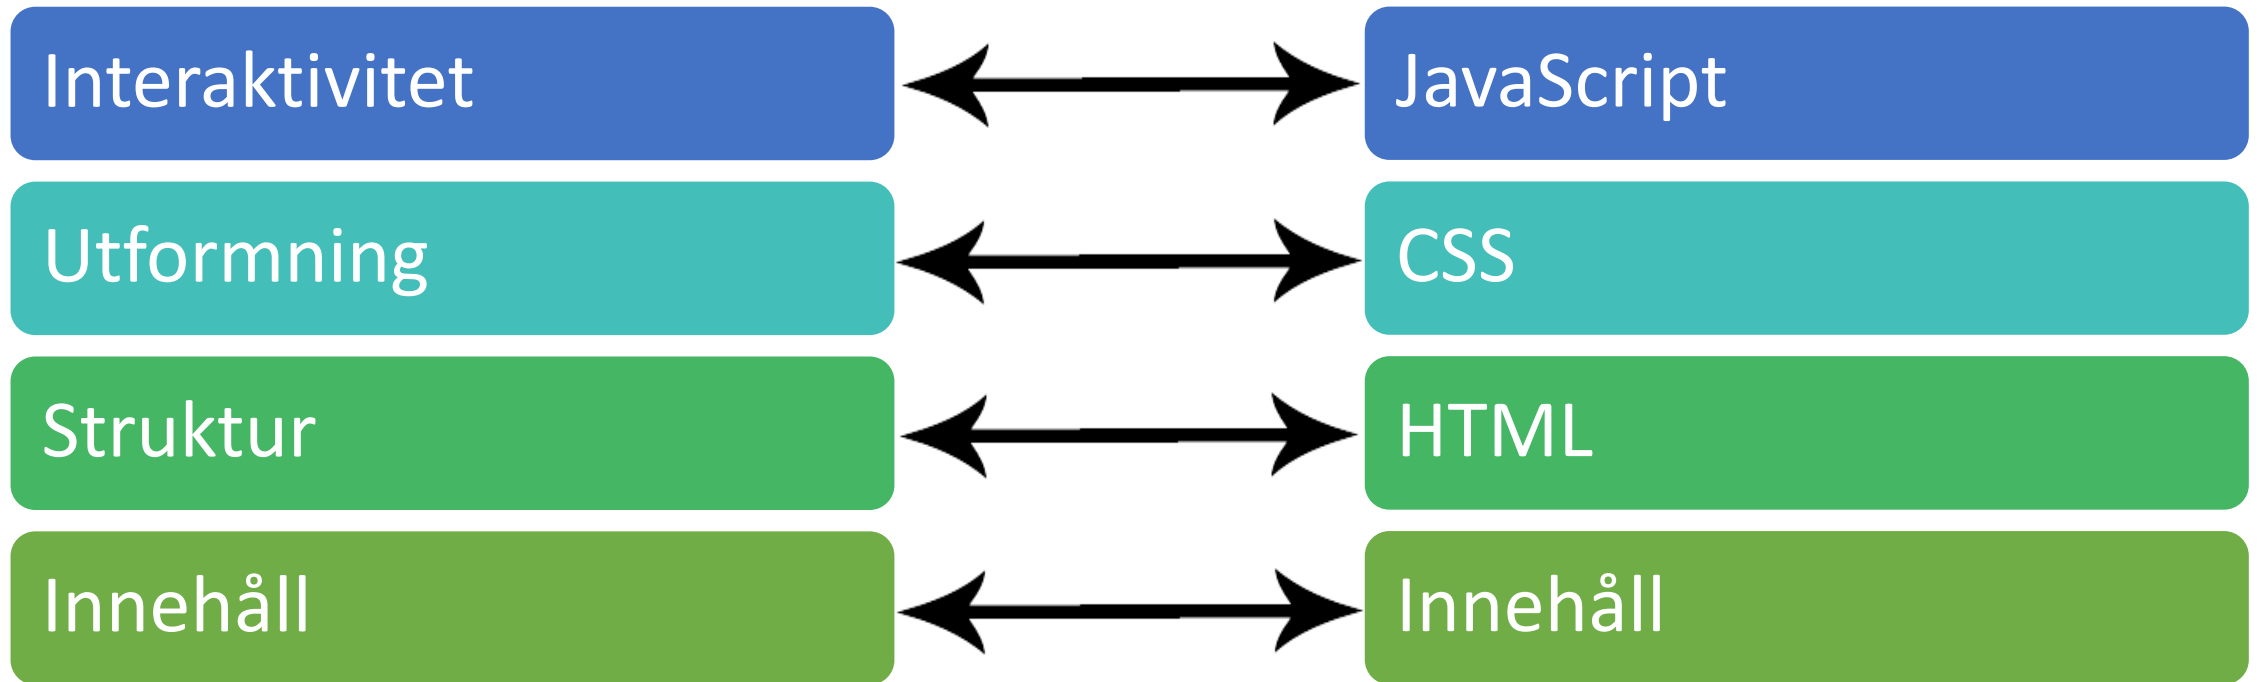 Interaktivitet
JavaScript
Utformning
CSS
Struktur
HTML
Innehåll
Innehåll